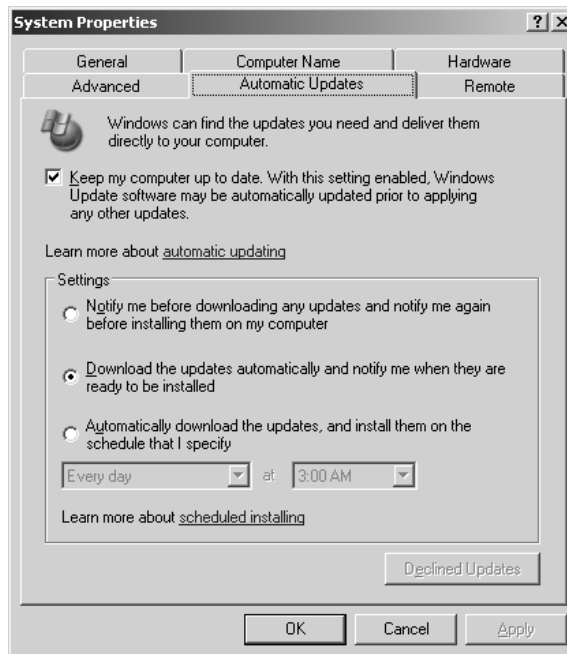 System Properties
General
Computer Name
Hardware
Advanced
Automatic Updates
Remote
Windows can find the updates you need and deliver them
directly to your computer.
Keep my computer up to date. With this setting enabled, Windows
Update software may be automatically updated prior to applying
any other updates.
Learn more about automatic updating
Settings
Notify me before downloading any updates and notify me again
before installing them on my computer
Download the updates automatically and notify me when they are
ready to be installed
Automatically download the updates, and install them on the
schedule that I specify
Every day at 3:00 AM
Learn more about scheduled installing
Declined Updates
OK
Cancel
Apply